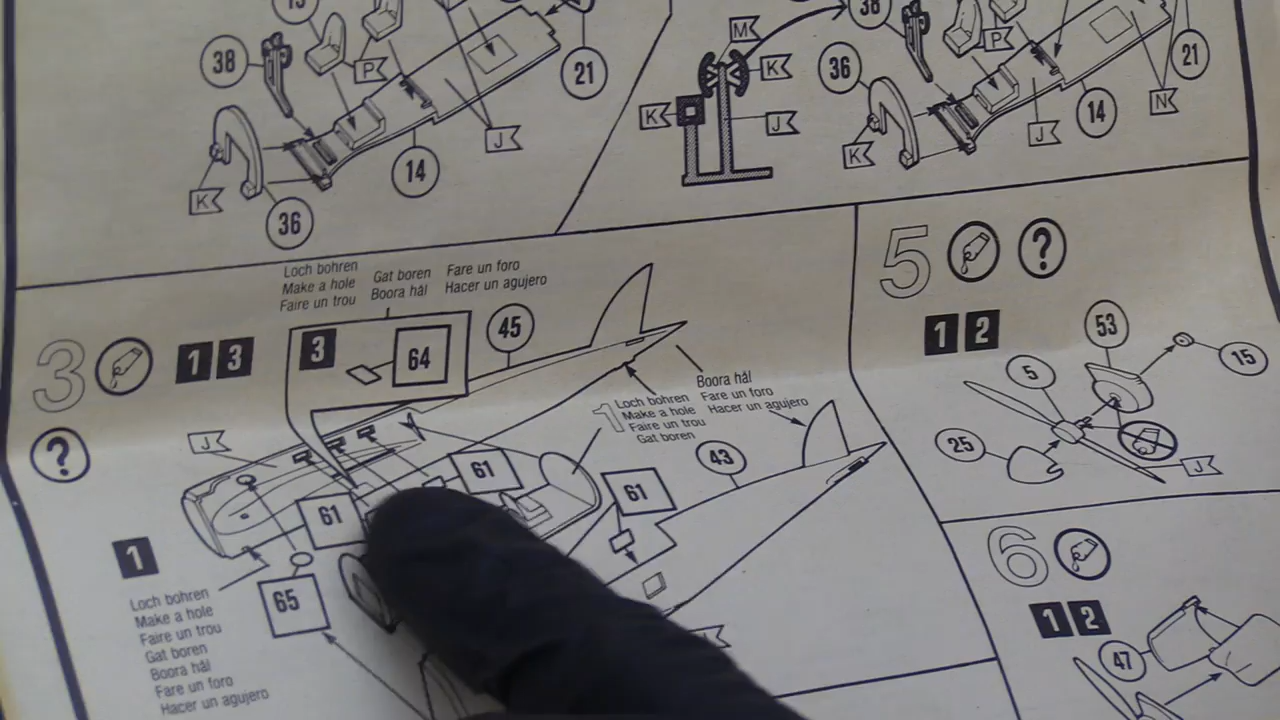 38
P
21
J
14
K
36
M
K
K
J
38
P
36
21
N
14
J
K
Loch bohren
Make a hole
Faire un trou
Gat boren
Boora hål
Fare un foro
Hacer un agujero
3
1 3
3
64
45
?
J
61
61
61
1
Loch bohren
Make a hole
Faire un trou
Gat boren
Boora hål
Fare un foro
Hacer un agujero
43
1
65
Loch bohren
Make a hole
Faire un trou
Gat boren
Boora hål
Fare un foro
Hacer un agujero
5
?
1 2
53
15
5
25
J
6
1 2
47